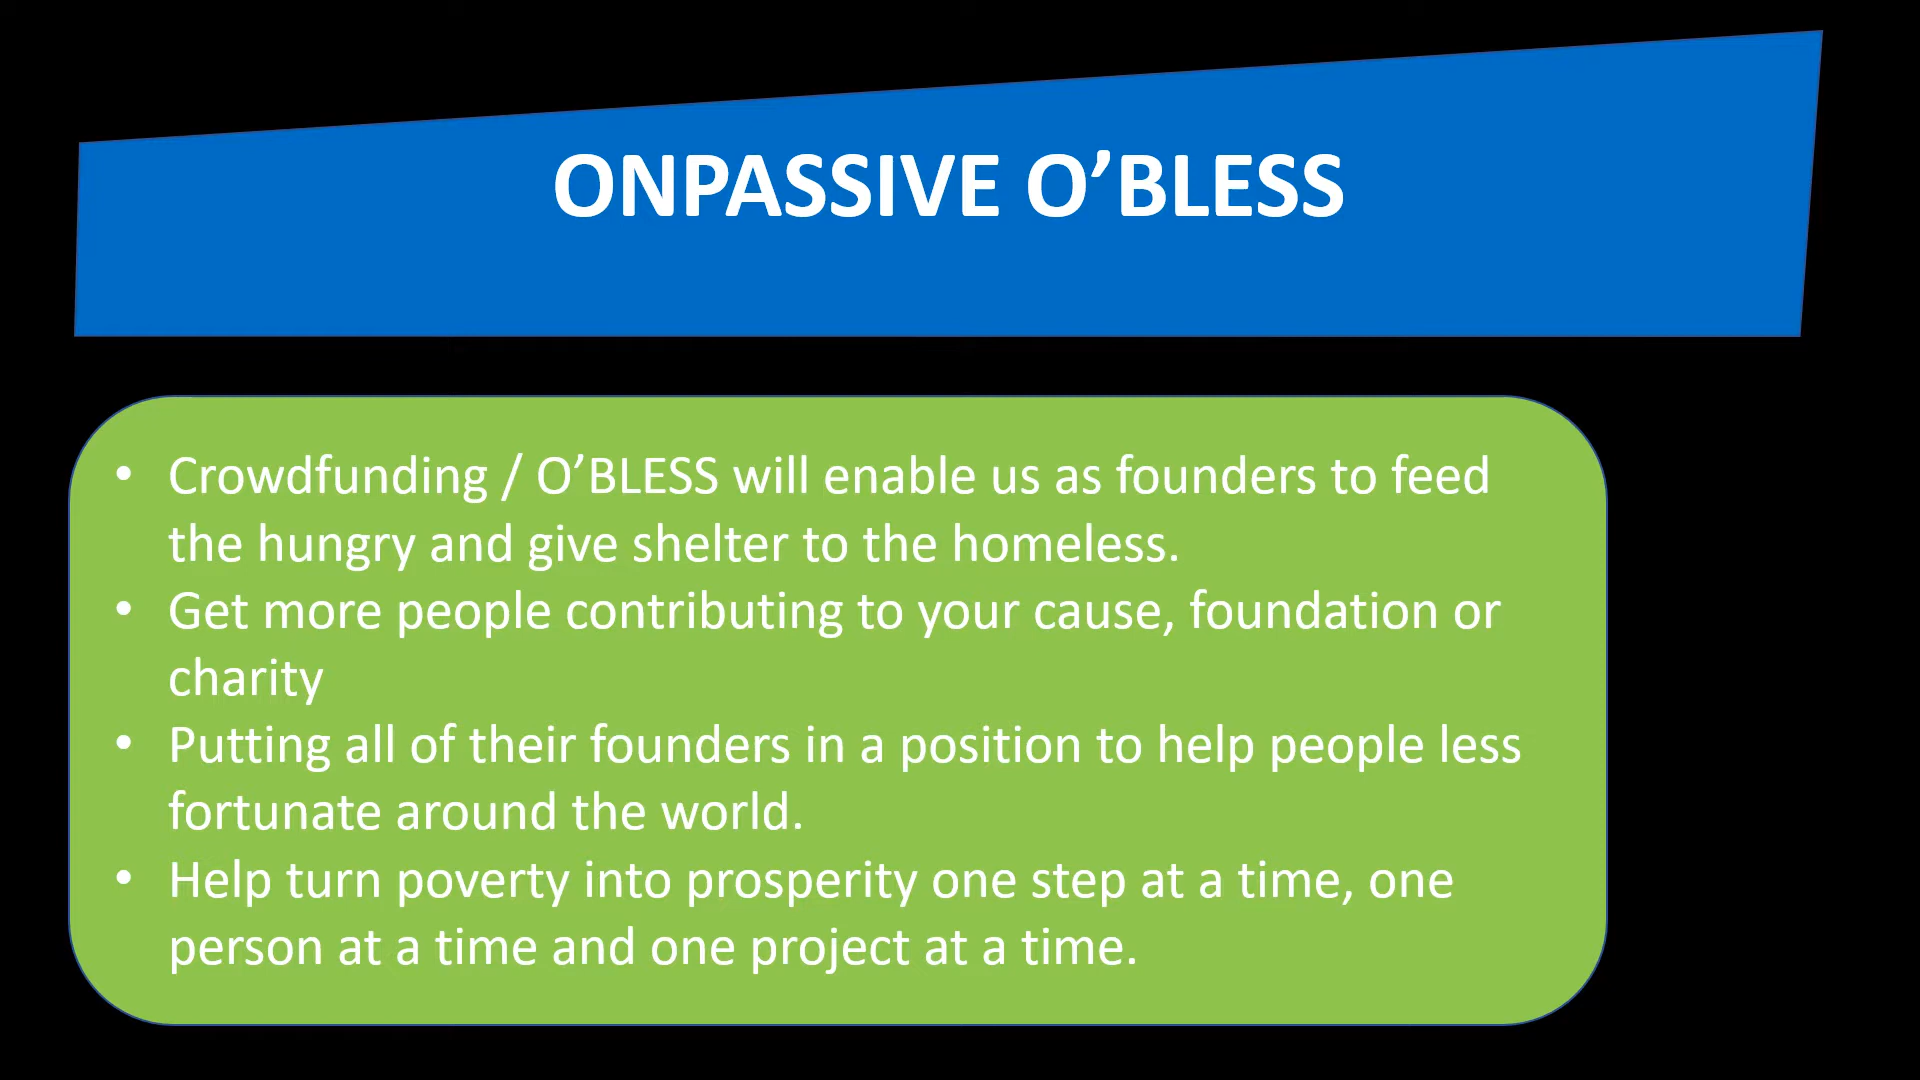 ONPASSIVE O’BLESS
• Crowdfunding / O’BLESS will enable us as founders to feed
the hungry and give shelter to the homeless.
• Get more people contributing to your cause, foundation or
charity
• Putting all of their founders in a position to help people less
fortunate around the world.
• Help turn poverty into prosperity one step at a time, one
person at a time and one project at a time.